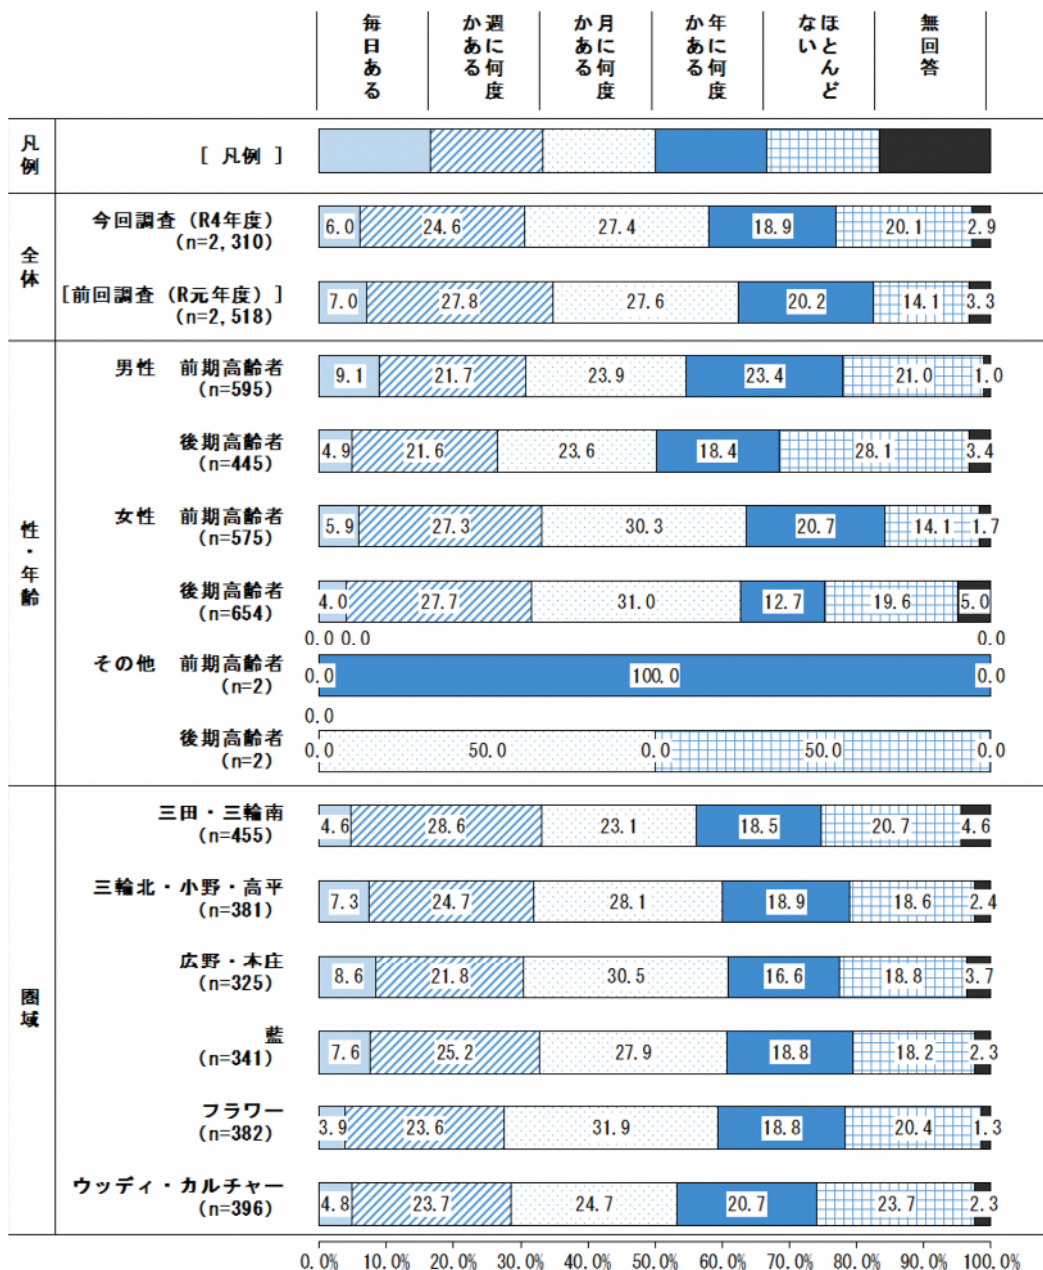 毎日ある
週に何度かある
月に何度かある
年に何度かある
ほとんどない
無回答
凡例
[ 凡例 ]
全体
今回調査（R4年度）
(n=2,310)
6.0 24.6 27.4 18.9 20.1 2.9
[前回調査（R元年度）]
(n=2,518)
7.0 27.8 27.6 20.2 14.1 3.3
性・年齢
男性 前期高齢者
(n=595)
9.1 21.7 23.9 23.4 21.0 1.0
後期高齢者
(n=445)
4.9 21.6 23.6 18.4 28.1 3.4
女性 前期高齢者
(n=575)
5.9 27.3 30.3 20.7 14.1 1.7
後期高齢者
(n=654)
4.0 27.7 31.0 12.7 19.6 5.0
0.0 0.0 0.0
その他 前期高齢者
(n=2)
0.0 100.0 0.0
0.0
後期高齢者
(n=2)
0.0 50.0 0.0 50.0 0.0
圏域
三田・三輪南
(n=455)
4.6 28.6 23.1 18.5 20.7 4.6
三輪北・小野・高平
(n=381)
7.3 24.7 28.1 18.9 18.6 2.4
広野・本庄
(n=325)
8.6 21.8 30.5 16.6 18.8 3.7
藍
(n=341)
7.6 25.2 27.9 18.8 18.2 2.3
フラワー
(n=382)
3.9 23.6 31.9 18.8 20.4 1.3
ウッディ・カルチャー
(n=396)
4.8 23.7 24.7 20.7 23.7 2.3
0.0% 10.0% 20.0% 30.0% 40.0% 50.0% 60.0% 70.0% 80.0% 90.0% 100.0%